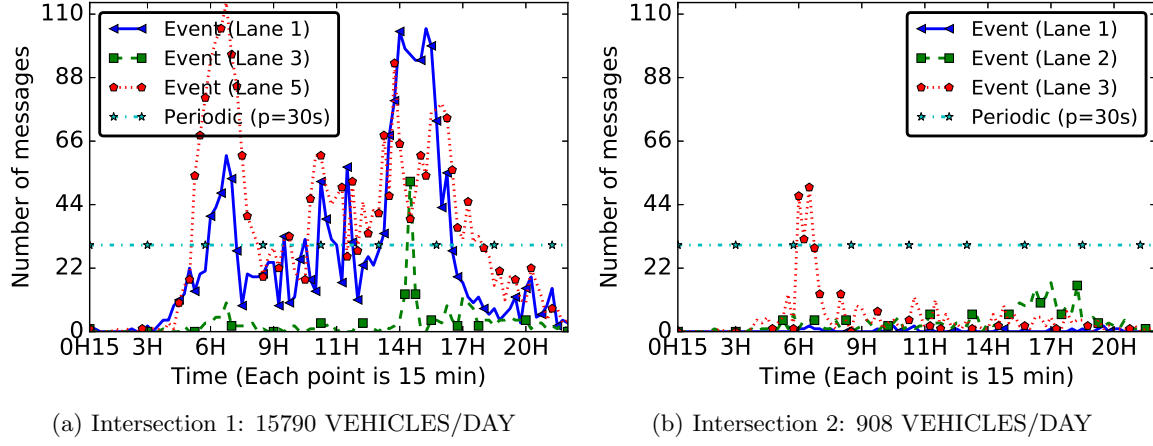 110
88
66
44
22
0
Number of messages
Event (Lane 1)
Event (Lane 3)
Event (Lane 5)
Periodic (p=30s)
0H15 3H 6H 9H 11H 14H 17H 20H
Time (Each point is 15 min)
(a) Intersection 1: 15790 VEHICLES/DAY
110
88
66
44
22
0
Number of messages
Event (Lane 1)
Event (Lane 2)
Event (Lane 3)
Periodic (p=30s)
0H15 3H 6H 9H 11H 14H 17H 20H
Time (Each point is 15 min)
(b) Intersection 2: 908 VEHICLES/DAY